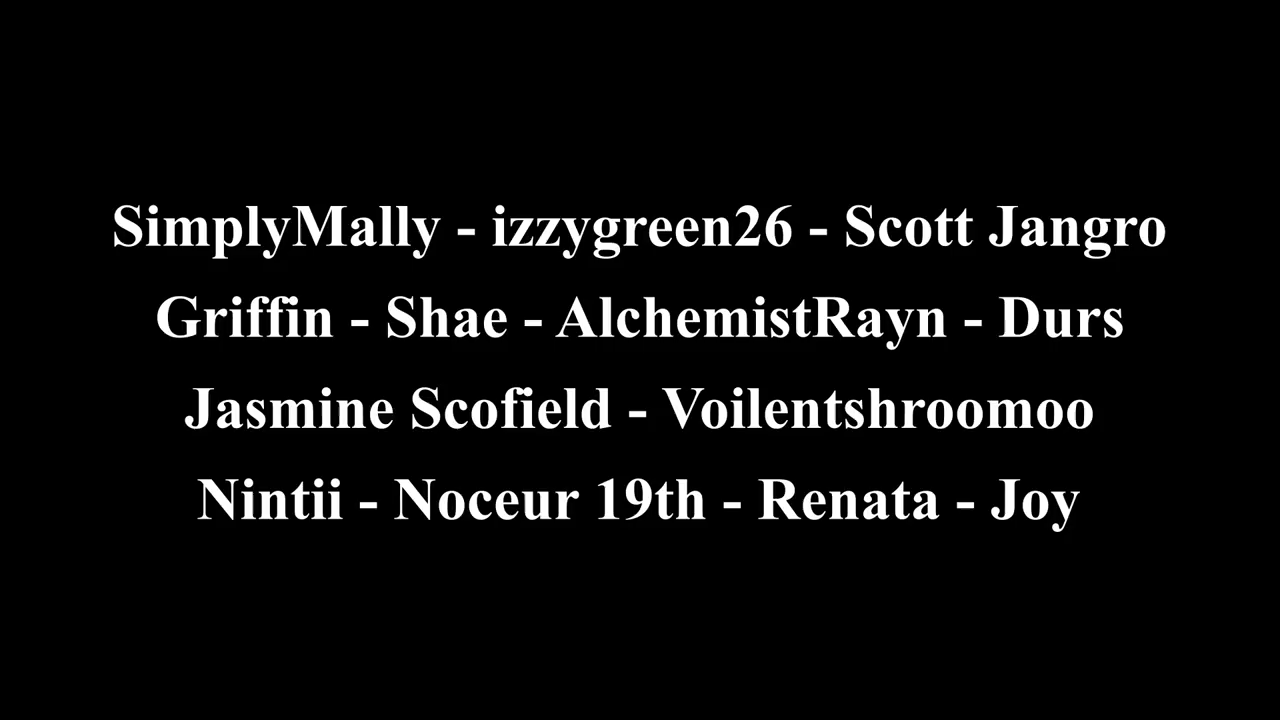 SimplyMally - izzygreen26 - Scott Jangro
Griffin - Shae - AlchemistRayn - Durs
Jasmine Scofield - Voilentshroomoo
Nintii - Noceur 19th - Renata - Joy